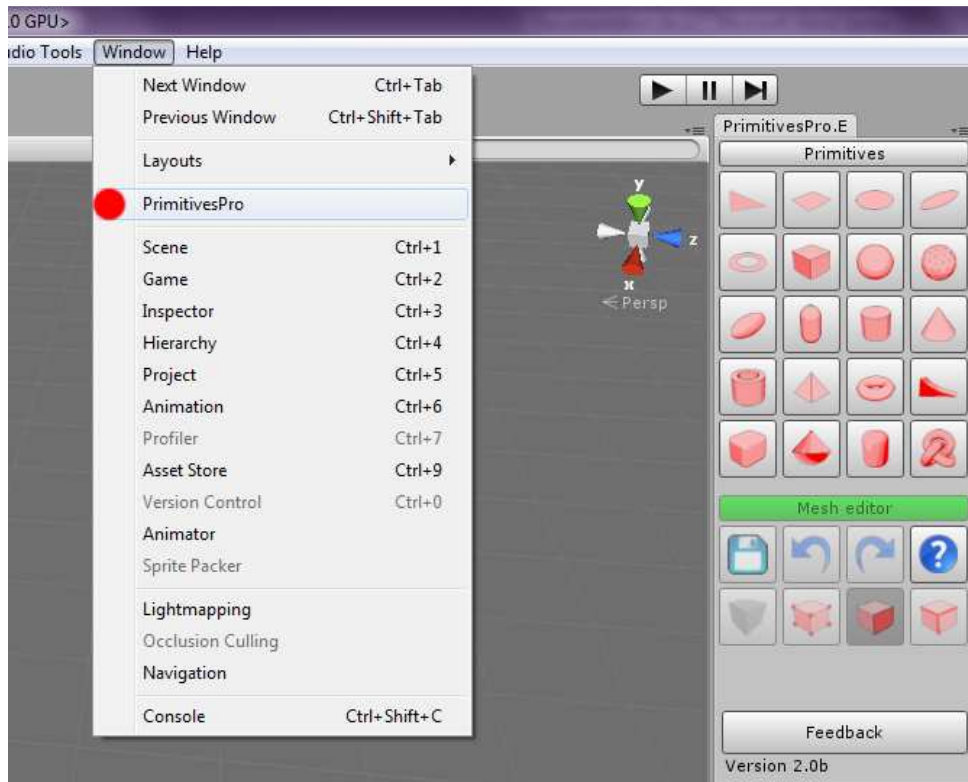 .0 GPU>
udio Tools Window Help
Next Window Ctrl+Tab
Previous Window Ctrl+Shift+Tab
Layouts
PrimitivesPro
Scene Ctrl+1
Game Ctrl+2
Inspector Ctrl+3
Hierarchy Ctrl+4
Project Ctrl+5
Animation Ctrl+6
Profiler Ctrl+7
Asset Store Ctrl+9
Version Control Ctrl+0
Animator
Sprite Packer
Lightmapping
Occlusion Culling
Navigation
Console Ctrl+Shift+C
y
z
x
Persp
PrimitivesPro.E
Primitives
Mesh editor
?
Feedback
Version 2.0b